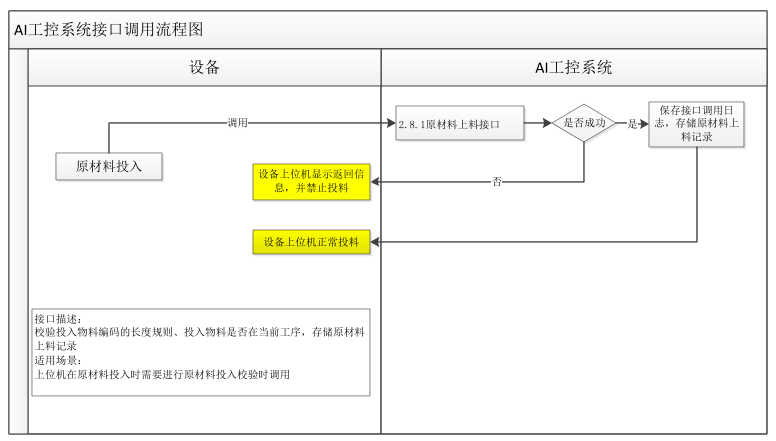 AI工控系统接口调用流程图
设备
AI工控系统
调用
2.8.1原材料上料接口
是否成功
是
保存接口调用日
志，存储原材料上
料记录
原材料投入
设备上位机显示返回信
息，并禁止投料
否
设备上位机正常投料
接口描述：
校验投入物料编码的长度规则、投入物料是否在当前工序，存储原材料
上料记录
适用场景：
上位机在原材料投入时需要进行原材料投入校验时调用